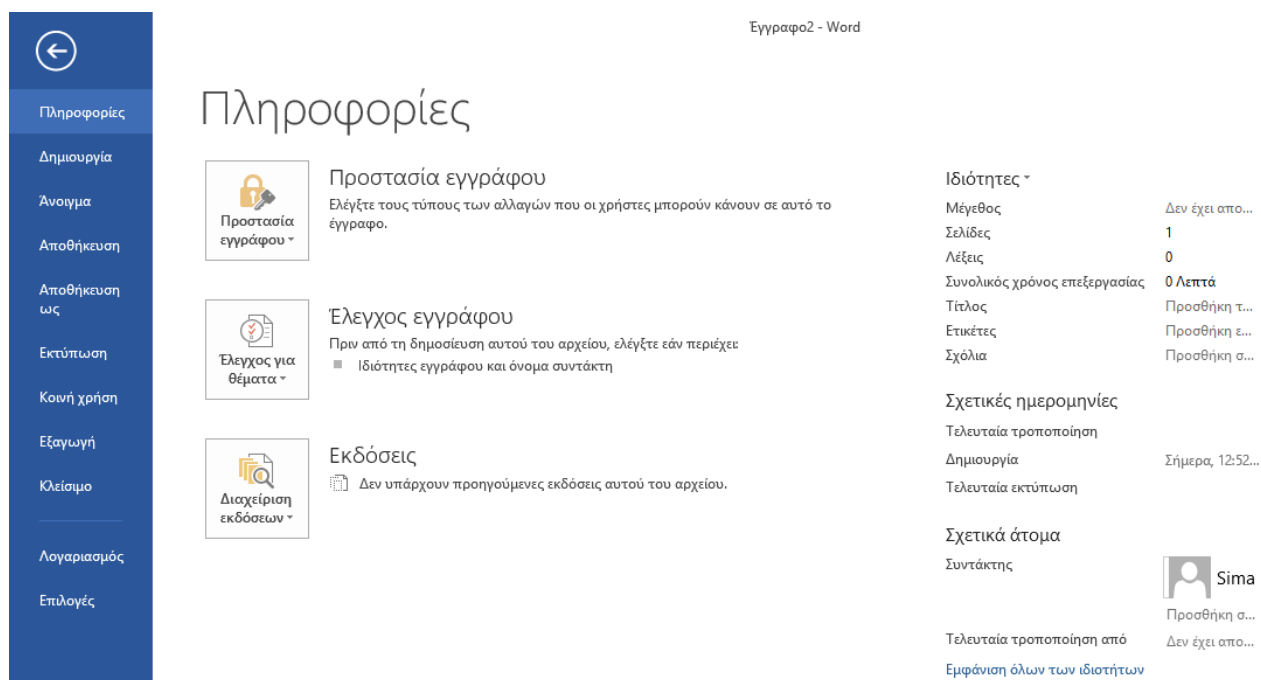 Έγγραφο2 - Word
Πληροφορίες
Δημιουργία
Άνοιγμα
Αποθήκευση
Αποθήκευση
ως
Εκτύπωση
Κοινή χρήση
Εξαγωγή
Κλείσιμο
Λογαριασμός
Επιλογές
Πληροφορίες
Προστασία
εγγράφου
Προστασία εγγράφου
Ελέγξτε τους τύπους των αλλαγών που οι χρήστες μπορούν κάνουν σε αυτό το
έγγραφο.
Έλεγχος για
θέματα
Έλεγχος εγγράφου
Πριν από τη δημοσίευση αυτού του αρχείου, ελέγξτε εάν περιέχει:
Ιδιότητες εγγράφου και όνομα συντάκτη
Διαχείριση
εκδόσεων
Εκδόσεις
Δεν υπάρχουν προηγούμενες εκδόσεις αυτού του αρχείου.
Ιδιότητες
Μέγεθος Δεν έχει απο...
Σελίδες 1
Λέξεις 0
Συνολικός χρόνος επεξεργασίας 0 Λεπτά
Τίτλος Προσθήκη τ...
Ετικέτες Προσθήκη ε...
Σχόλια Προσθήκη σ...
Σχετικές ημερομηνίες
Τελευταία τροποποίηση
Δημιουργία Σήμερα, 12:52...
Τελευταία εκτύπωση
Σχετικά άτομα
Συντάκτης Sima
Προσθήκη σ...
Τελευταία τροποποίηση από Δεν έχει απο...
Εμφάνιση όλων των ιδιοτήτων